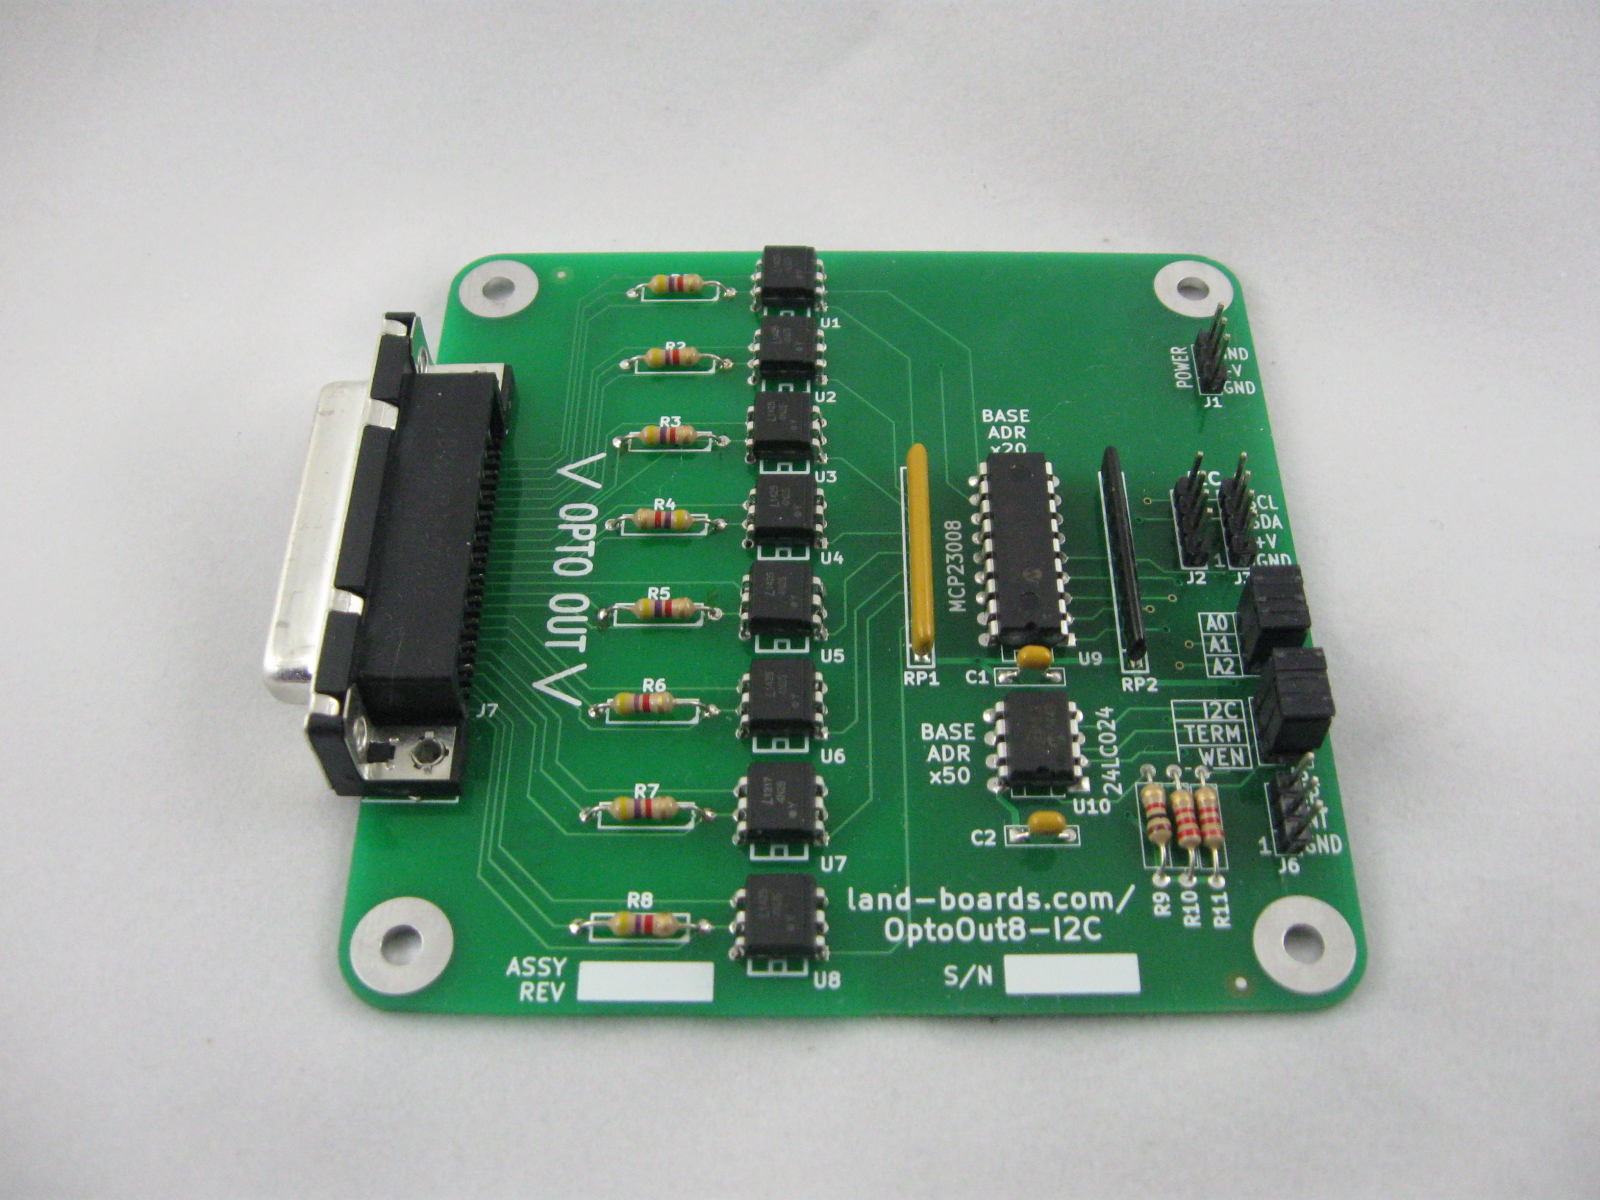 U1
POWER
GND
+V
GND
J1
R2
U2
BASE
ADR
x20
R3
U3
SCL
SDA
+V
GND
1
J2
R4
U4
MCP23008
V OPTO OUT V
R5
U5
A0
A1
A2
U9
C1
RP1
RP2
R6
U6
J7
BASE
ADR
x50
24LC024
I2C
TERM
WEN
R7
U7
U10
C2
1
GND
J6
R8
U8
R9
R10
R11
land-boards.com/
OptoOut8-I2C
ASSY
REV
S/N